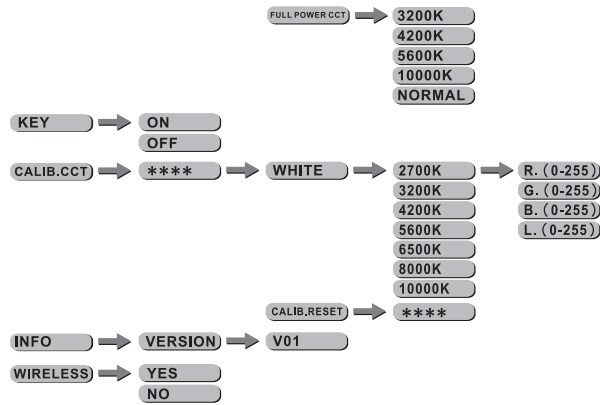 FULL POWER CCT 3200K
4200K
5600K
10000K
NORMAL
KEY ON
OFF
CALIB.CCT **** WHITE 2700K R. (0-255)
3200K G. (0-255)
4200K B. (0-255)
5600K L. (0-255)
6500K
8000K
10000K
CALIB.RESET ****
INFO VERSION V01
WIRELESS YES
NO